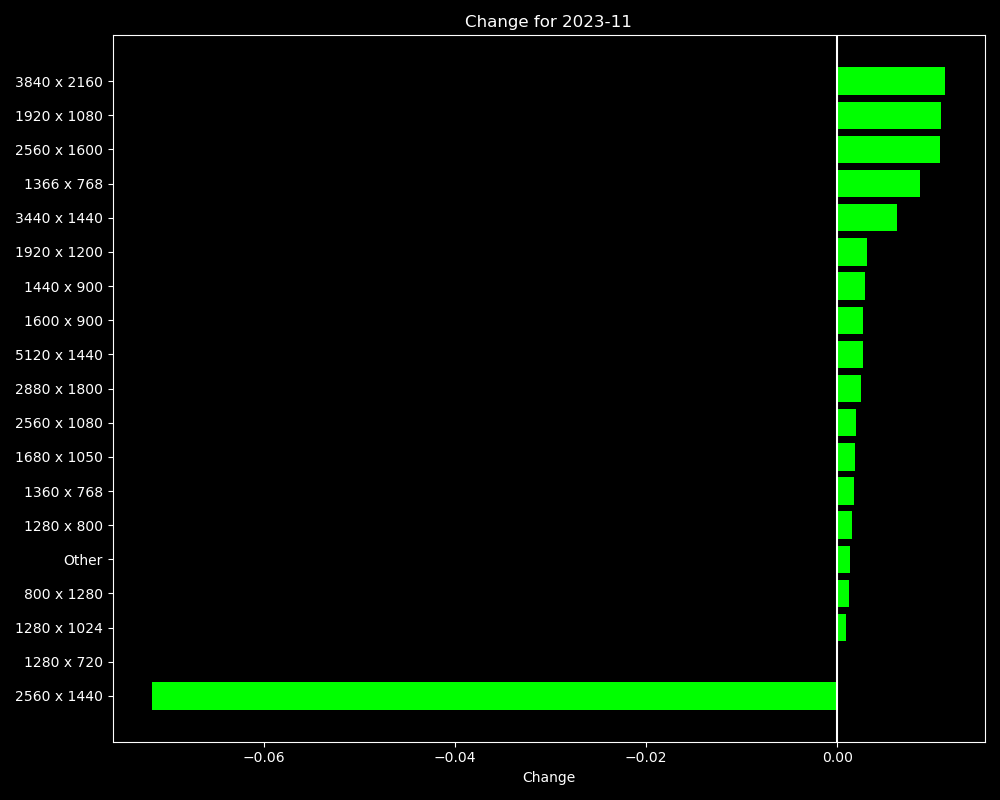 Change for 2023-11
3840 x 2160
1920 x 1080
2560 x 1600
1366 x 768
3440 x 1440
1920 x 1200
1440 x 900
1600 x 900
5120 x 1440
2880 x 1800
2560 x 1080
1680 x 1050
1360 x 768
1280 x 800
Other
800 x 1280
1280 x 1024
1280 x 720
2560 x 1440
−0.06 −0.04 −0.02 0.00
Change